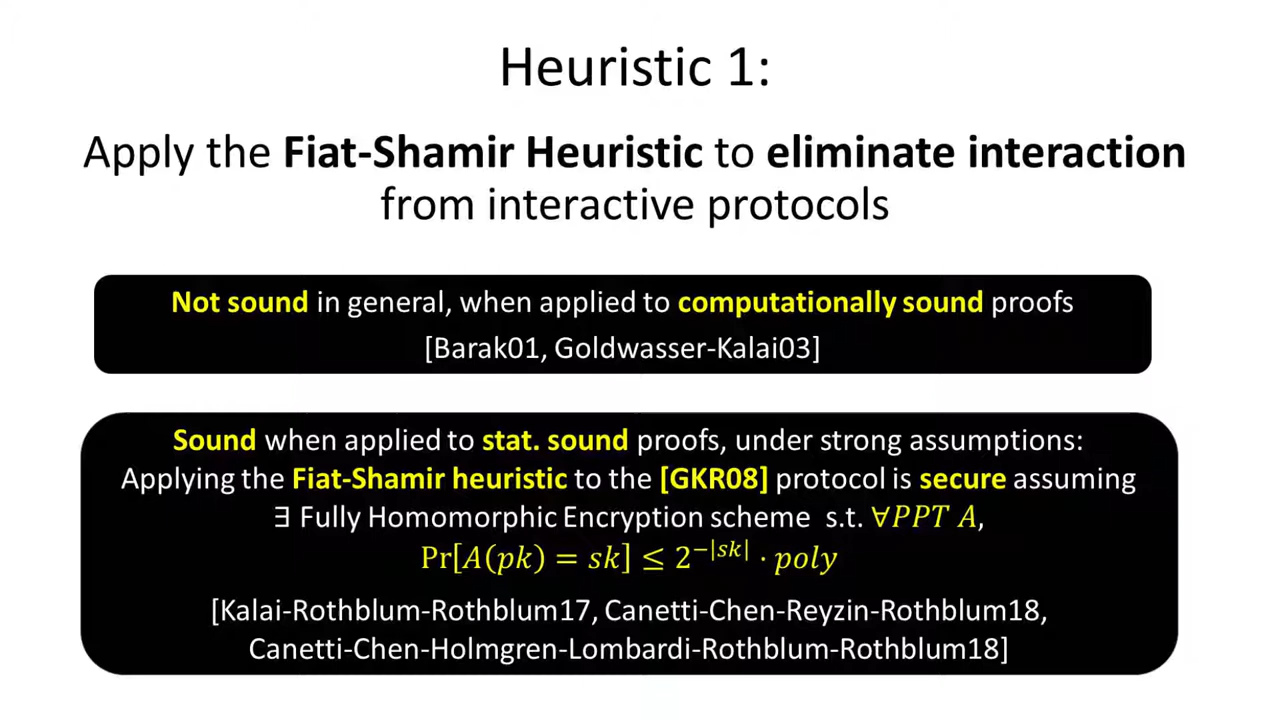 Heuristic 1:
Apply the Fiat-Shamir Heuristic to eliminate interaction
from interactive protocols
Not sound in general, when applied to computationally sound proofs
[Barak01, Goldwasser-Kalai03]
Sound when applied to stat. sound proofs, under strong assumptions:
Applying the Fiat-Shamir heuristic to the [GKR08] protocol is secure assuming
∃ Fully Homomorphic Encryption scheme s.t. ∀PPT A,
Pr[A(pk) = sk] ≤ 2^{−|sk|} · poly
[Kalai-Rothblum-Rothblum17, Canetti-Chen-Reyzin-Rothblum18,
Canetti-Chen-Holmgren-Lombardi-Rothblum-Rothblum18]